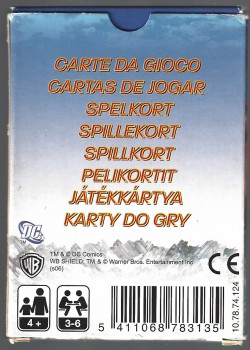 CARTE DA GIOCO
CARTAS DE JOGAR
SPELKORT
SPILLEKORT
SPILLKORT
PELIKORTIT
JÁTÉKKÁRTYA
KARTY DO GRY
DC
TM & © DC Comics
WB SHIELD: TM & © Warner Bros. Entertainment Inc.
(s06)
WB
CE
4+
3-6
5 411068 783135
10.78.74.124